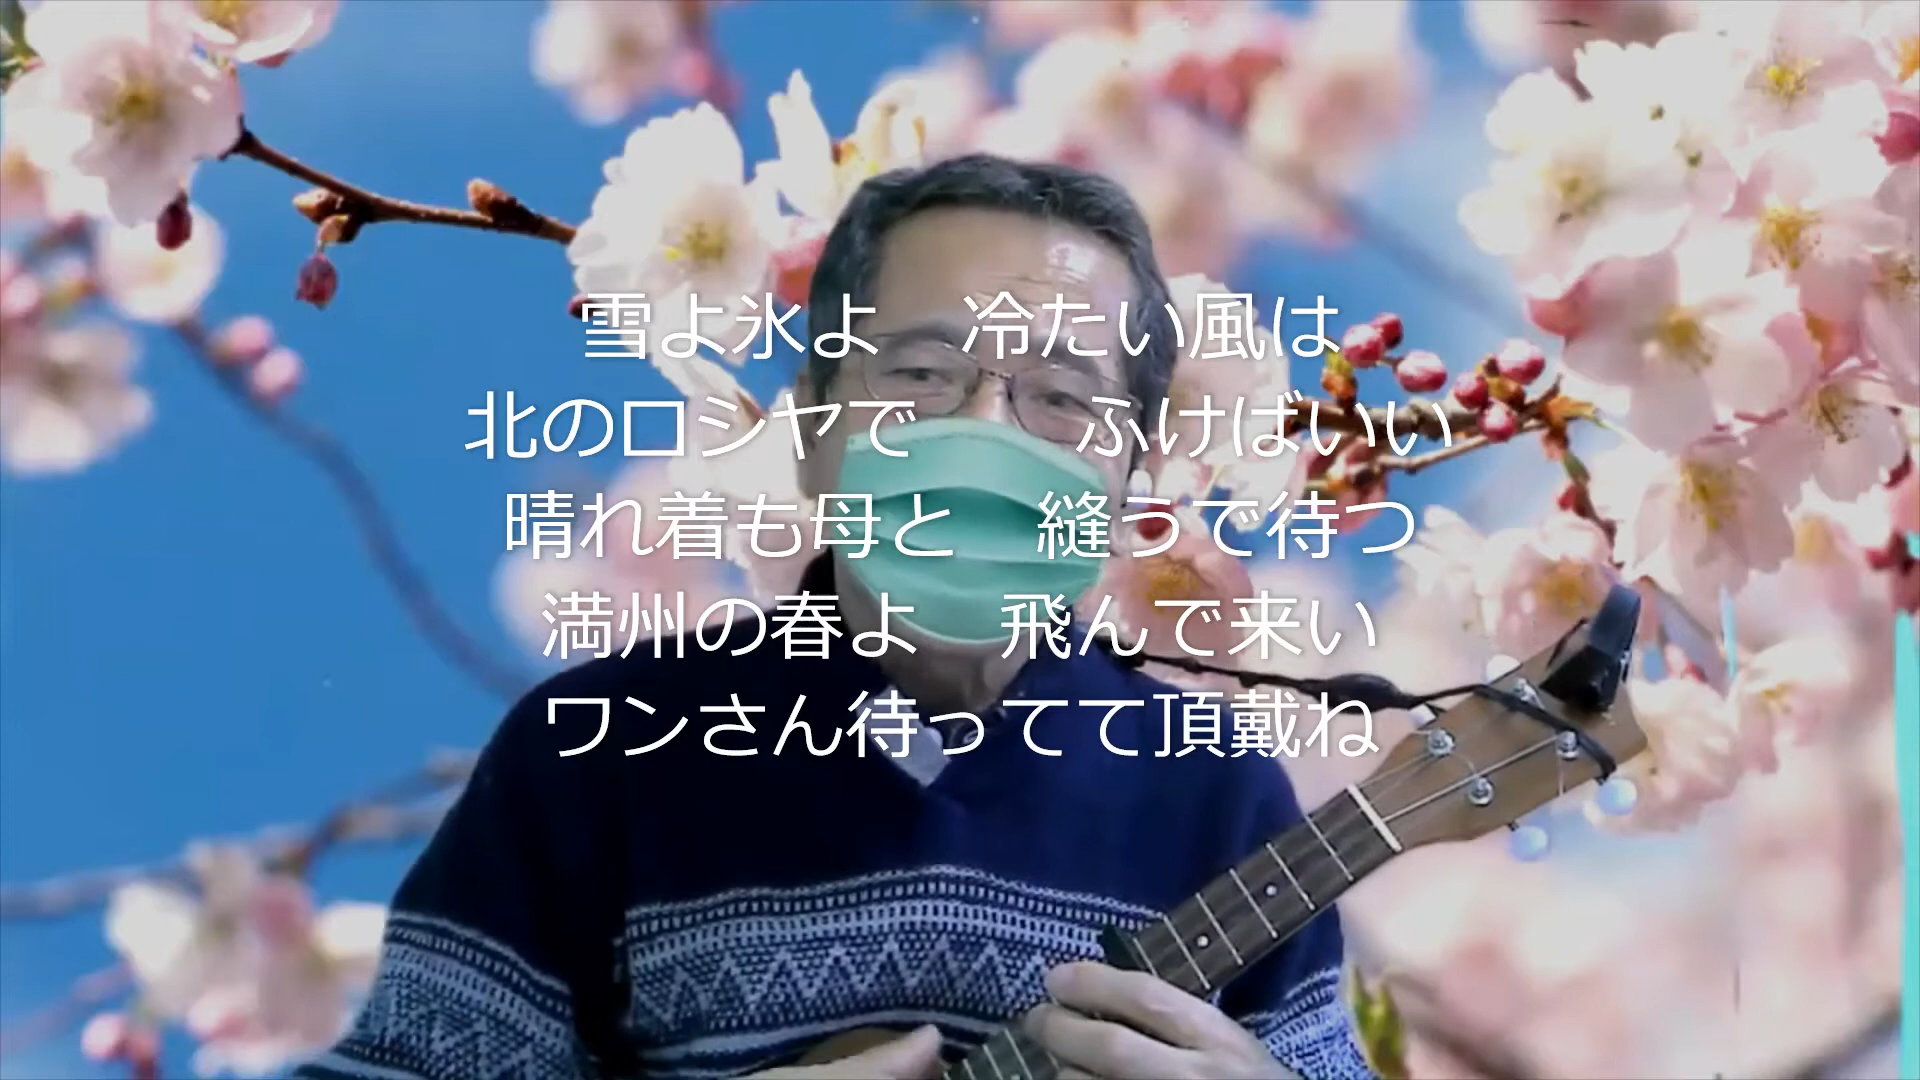 雪よ氷よ　冷たい風は
北のロシヤで　　ふけばいい
晴れ着も母と　縫うで待つ
満州の春よ　飛んで来い
ワンさん待ってて頂戴ね